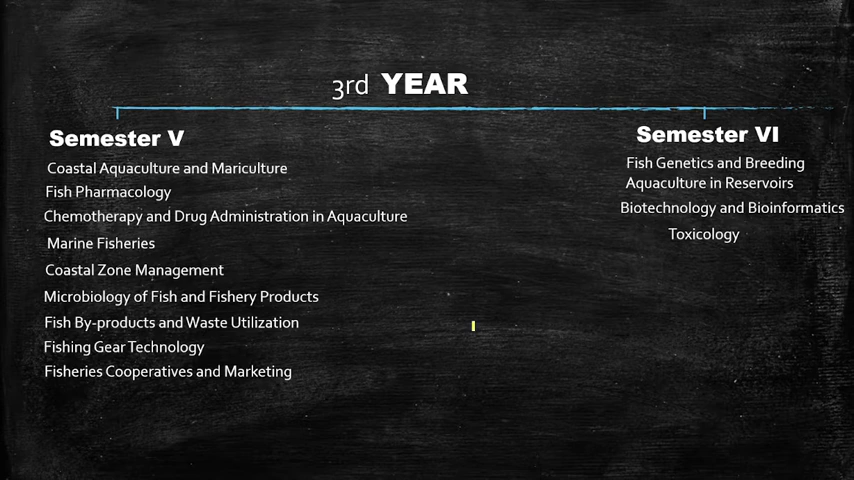 3rd YEAR
Semester V
Coastal Aquaculture and Mariculture
Fish Pharmacology
Chemotherapy and Drug Administration in Aquaculture
Marine Fisheries
Coastal Zone Management
Microbiology of Fish and Fishery Products
Fish By-products and Waste Utilization
Fishing Gear Technology
Fisheries Cooperatives and Marketing
Semester VI
Fish Genetics and Breeding
Aquaculture in Reservoirs
Biotechnology and Bioinformatics
Toxicology